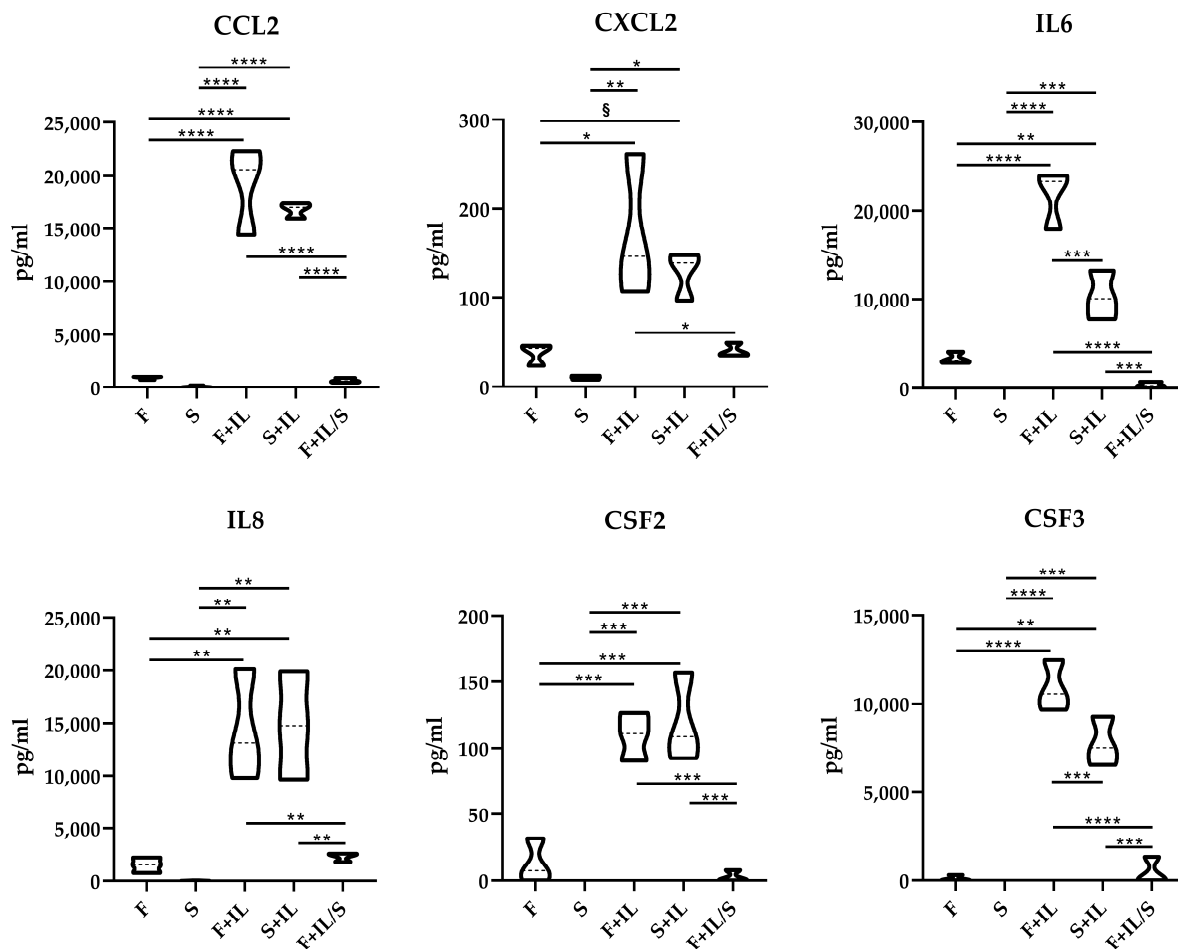 CCL2
****
****
****
****
25,000
20,000
15,000
10,000
5,000
0
pg/ml
****
****
F
S
F+IL
S+IL
F+IL/S
CXCL2
*
**
§
*
300
200
100
0
pg/ml
*
F
S
F+IL
S+IL
F+IL/S
IL6
***
****
**
****
30,000
20,000
10,000
0
pg/ml
***
****
***
F
S
F+IL
S+IL
F+IL/S
IL8
**
**
**
**
25,000
20,000
15,000
10,000
5,000
0
pg/ml
**
**
F
S
F+IL
S+IL
F+IL/S
CSF2
***
***
***
***
200
150
100
50
0
pg/ml
***
***
F
S
F+IL
S+IL
F+IL/S
CSF3
***
****
**
****
15,000
10,000
5,000
0
pg/ml
***
****
***
F
S
F+IL
S+IL
F+IL/S